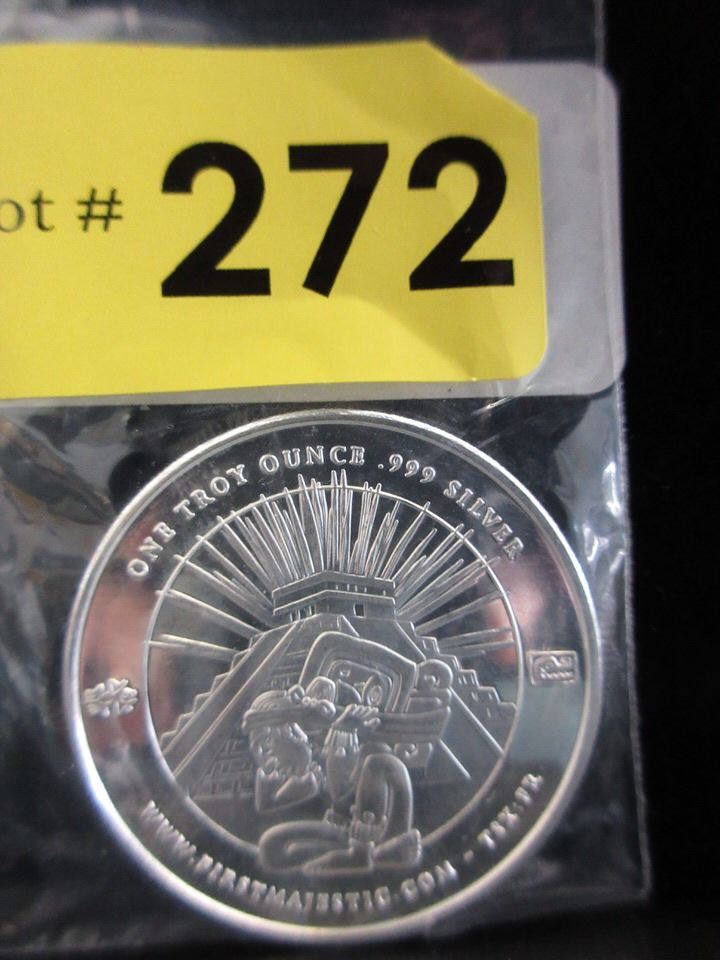 ot # 272
ONE TROY OUNCE .999 SILVER
WWW.FIRSTMAJESTIC.COM - TSX:FR